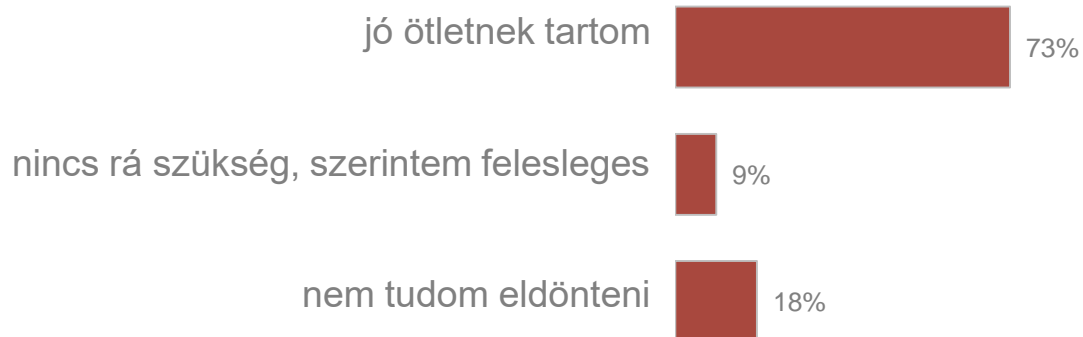 jó ötletnek tartom 73%
nincs rá szükség, szerintem felesleges 9%
nem tudom eldönteni 18%